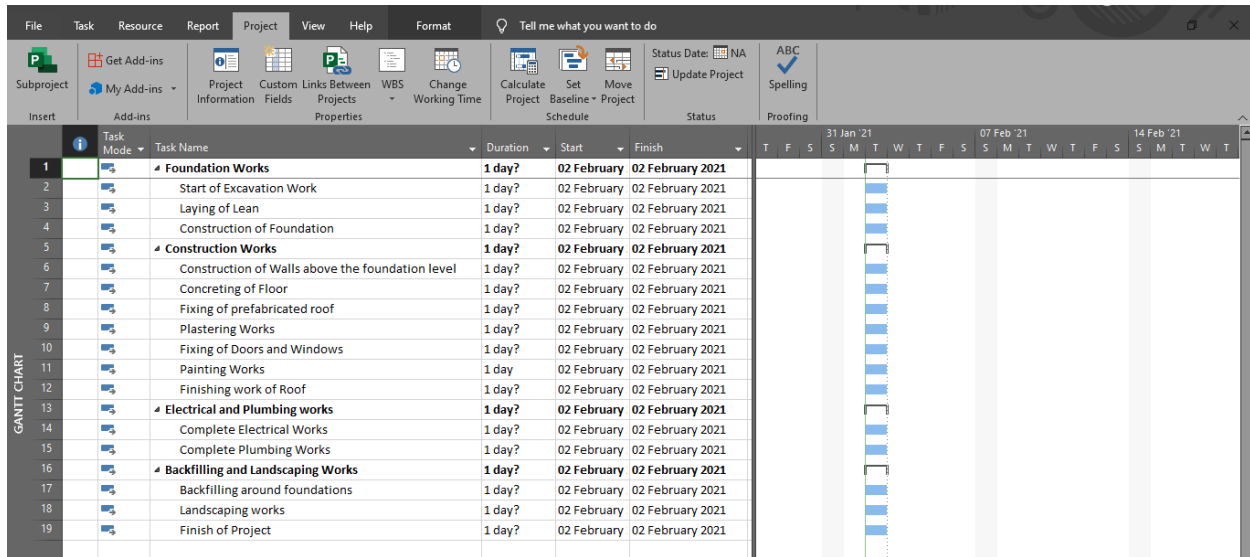 File Task Resource Report Project View Help Format Tell me what you want to do
Subproject Get Add-ins My Add-ins Project Information Custom Fields Links Between Projects WBS Change Working Time Calculate Project Set Baseline Move Project Status Date: NA Update Project ABC Spelling
Insert Add-ins Properties Schedule Status Proofing
Task Mode Task Name Duration Start Finish 31 Jan '21 07 Feb '21 14 Feb '21
T F S S M T W T F S S M T W T F S S M T W T
1 Foundation Works 1 day? 02 February 02 February 2021
2 Start of Excavation Work 1 day? 02 February 02 February 2021
3 Laying of Lean 1 day? 02 February 02 February 2021
4 Construction of Foundation 1 day? 02 February 02 February 2021
5 Construction Works 1 day? 02 February 02 February 2021
6 Construction of Walls above the foundation level 1 day? 02 February 02 February 2021
7 Concreting of Floor 1 day? 02 February 02 February 2021
8 Fixing of prefabricated roof 1 day? 02 February 02 February 2021
9 Plastering Works 1 day? 02 February 02 February 2021
10 Fixing of Doors and Windows 1 day? 02 February 02 February 2021
11 Painting Works 1 day 02 February 02 February 2021
12 Finishing work of Roof 1 day? 02 February 02 February 2021
13 Electrical and Plumbing works 1 day? 02 February 02 February 2021
14 Complete Electrical Works 1 day? 02 February 02 February 2021
15 Complete Plumbing Works 1 day? 02 February 02 February 2021
16 Backfilling and Landscaping Works 1 day? 02 February 02 February 2021
17 Backfilling around foundations 1 day? 02 February 02 February 2021
18 Landscaping works 1 day? 02 February 02 February 2021
19 Finish of Project 1 day? 02 February 02 February 2021
GANTT CHART